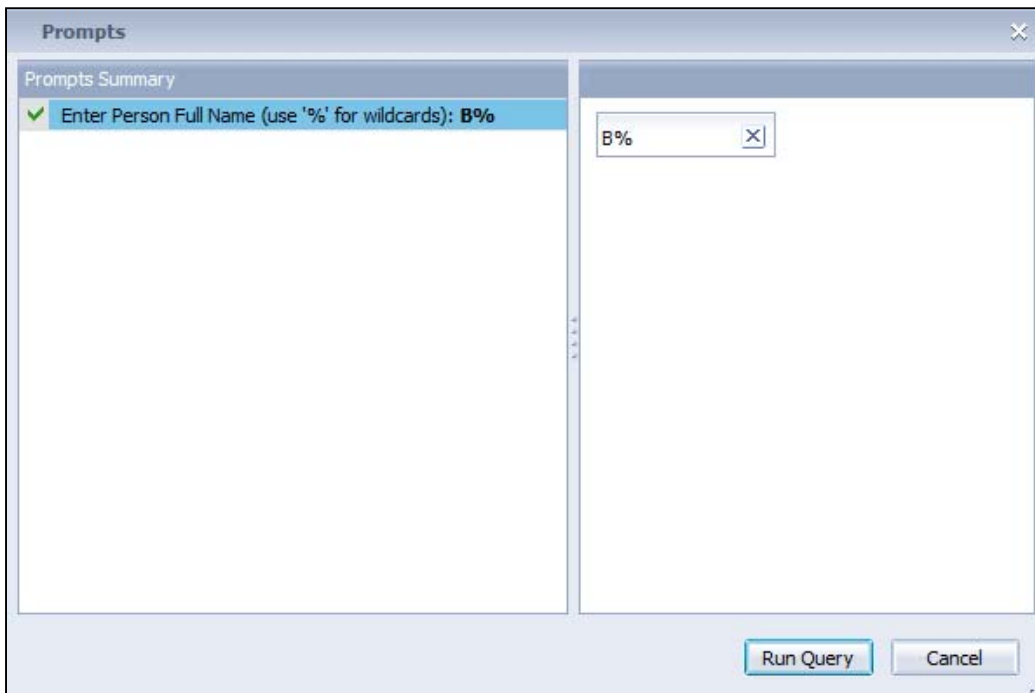 Prompts
Prompts Summary
Enter Person Full Name (use '%' for wildcards): B%
B%
Run Query
Cancel